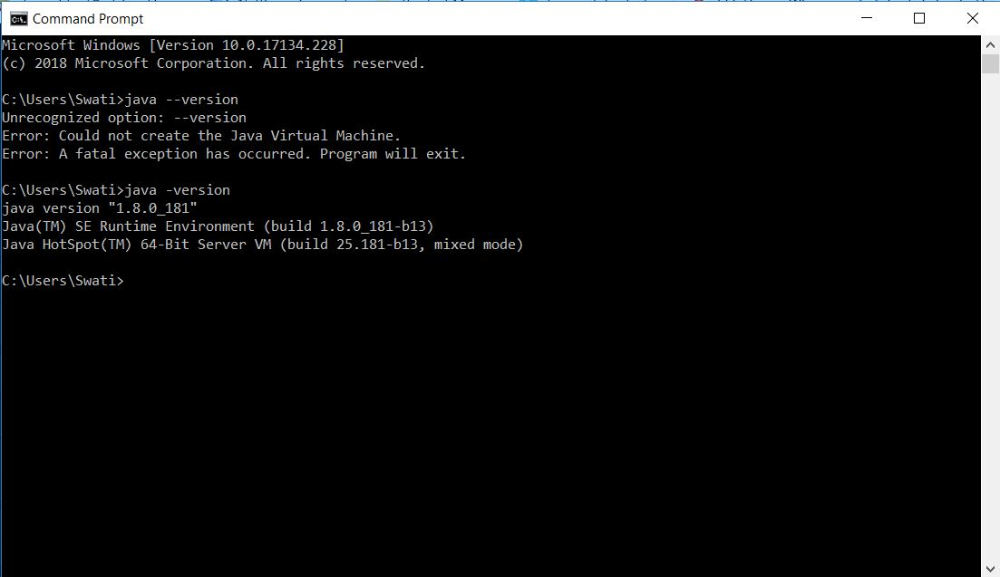 Command Prompt
Microsoft Windows [Version 10.0.17134.228]
(c) 2018 Microsoft Corporation. All rights reserved.
C:\Users\Swati>java --version
Unrecognized option: --version
Error: Could not create the Java Virtual Machine.
Error: A fatal exception has occurred. Program will exit.
C:\Users\Swati>java -version
java version "1.8.0_181"
Java(TM) SE Runtime Environment (build 1.8.0_181-b13)
Java HotSpot(TM) 64-Bit Server VM (build 25.181-b13, mixed mode)
C:\Users\Swati>